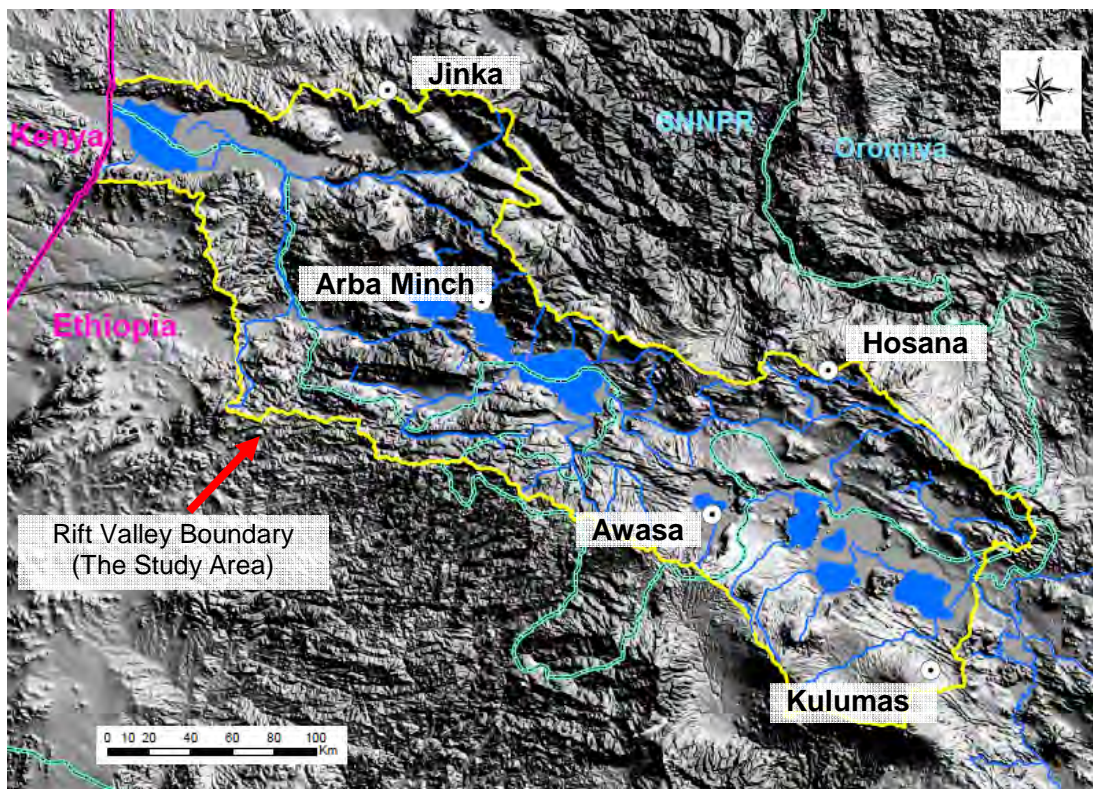 Jinka
SNNPR
Kenya
Oromiya
Arba Minch
Ethiopia
Hosana
Awasa
Rift Valley Boundary
(The Study Area)
Kulumas
0 10 20 40 60 80 100
Km